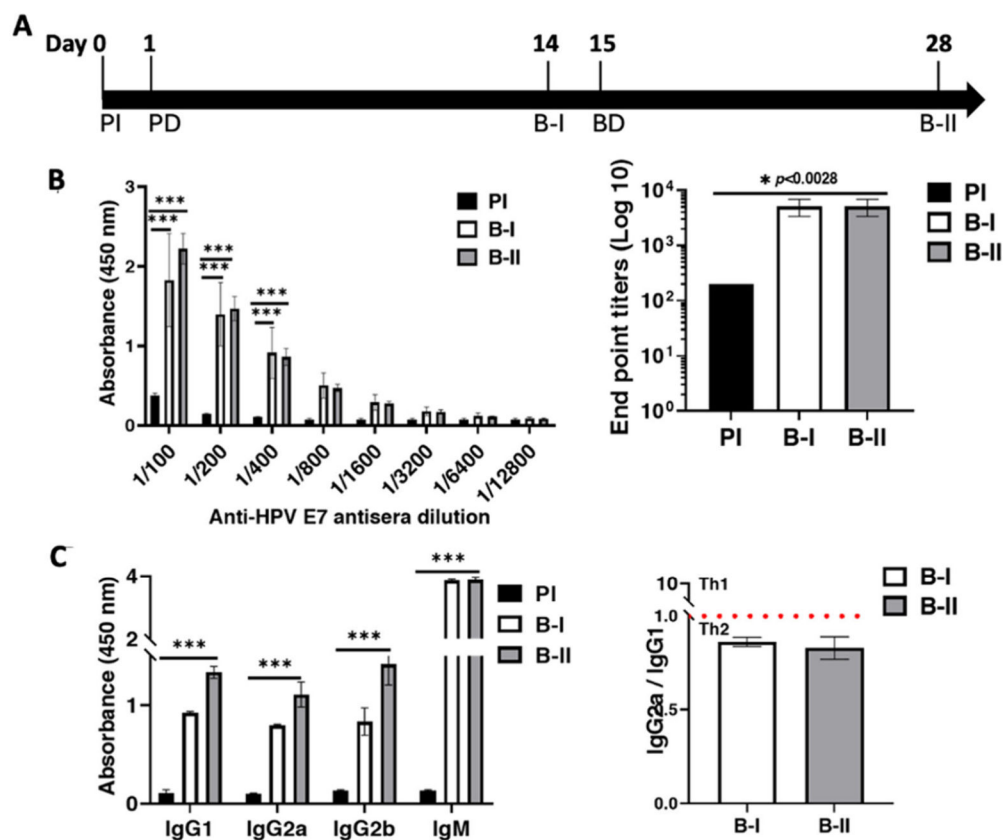 A
Day 0 1 14 15 28
PI PD B-I BD B-II
B
Absorbance (450 nm)
3
2
1
0
***
***
***
***
***
***
PI
B-I
B-II
1/100 1/200 1/400 1/800 1/1600 1/3200 1/6400 1/12800
Anti-HPV E7 antisera dilution
End point titers (Log 10)
10⁴
10³
10²
10¹
10⁰
* p<0.0028
PI
B-I
B-II
PI B-I B-II
C
Absorbance (450 nm)
4
2
1
0
***
***
***
***
PI
B-I
B-II
IgG1 IgG2a IgG2b IgM
IgG2a / IgG1
10
1.0
0.5
0.0
Th1
Th2
B-I
B-II
B-I B-II